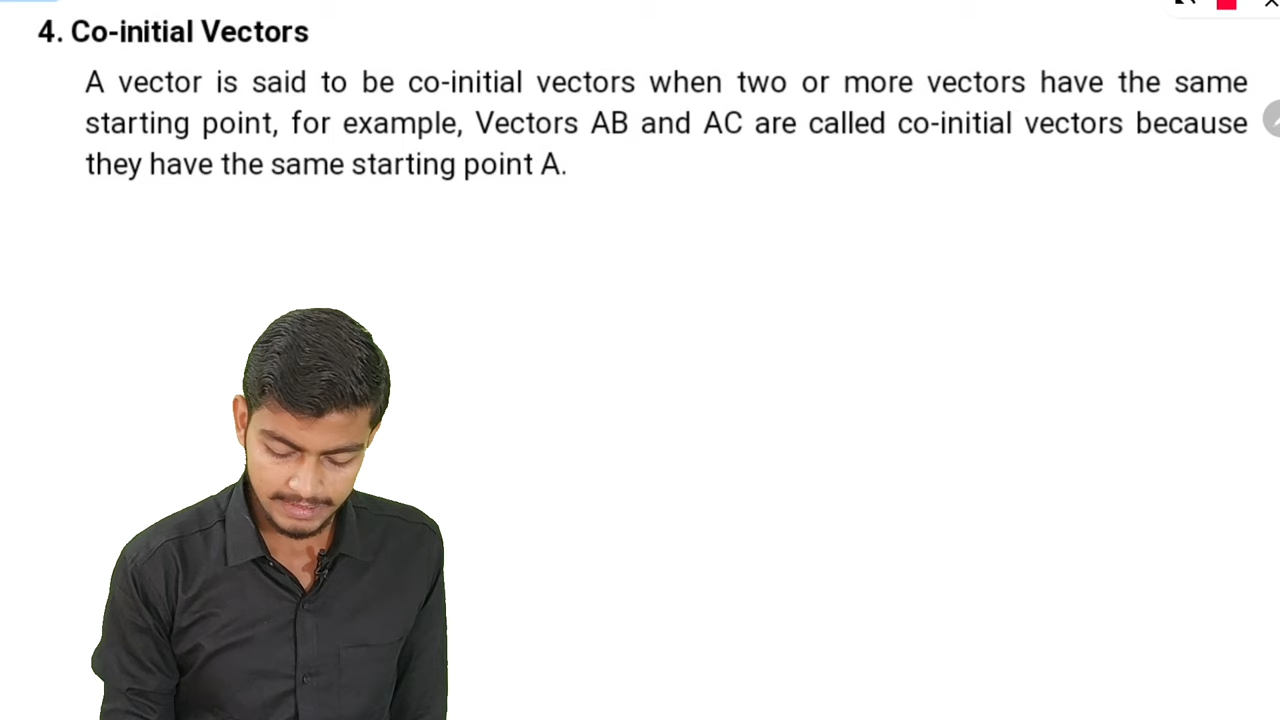 4. Co-initial Vectors
A vector is said to be co-initial vectors when two or more vectors have the same
starting point, for example, Vectors AB and AC are called co-initial vectors because
they have the same starting point A.